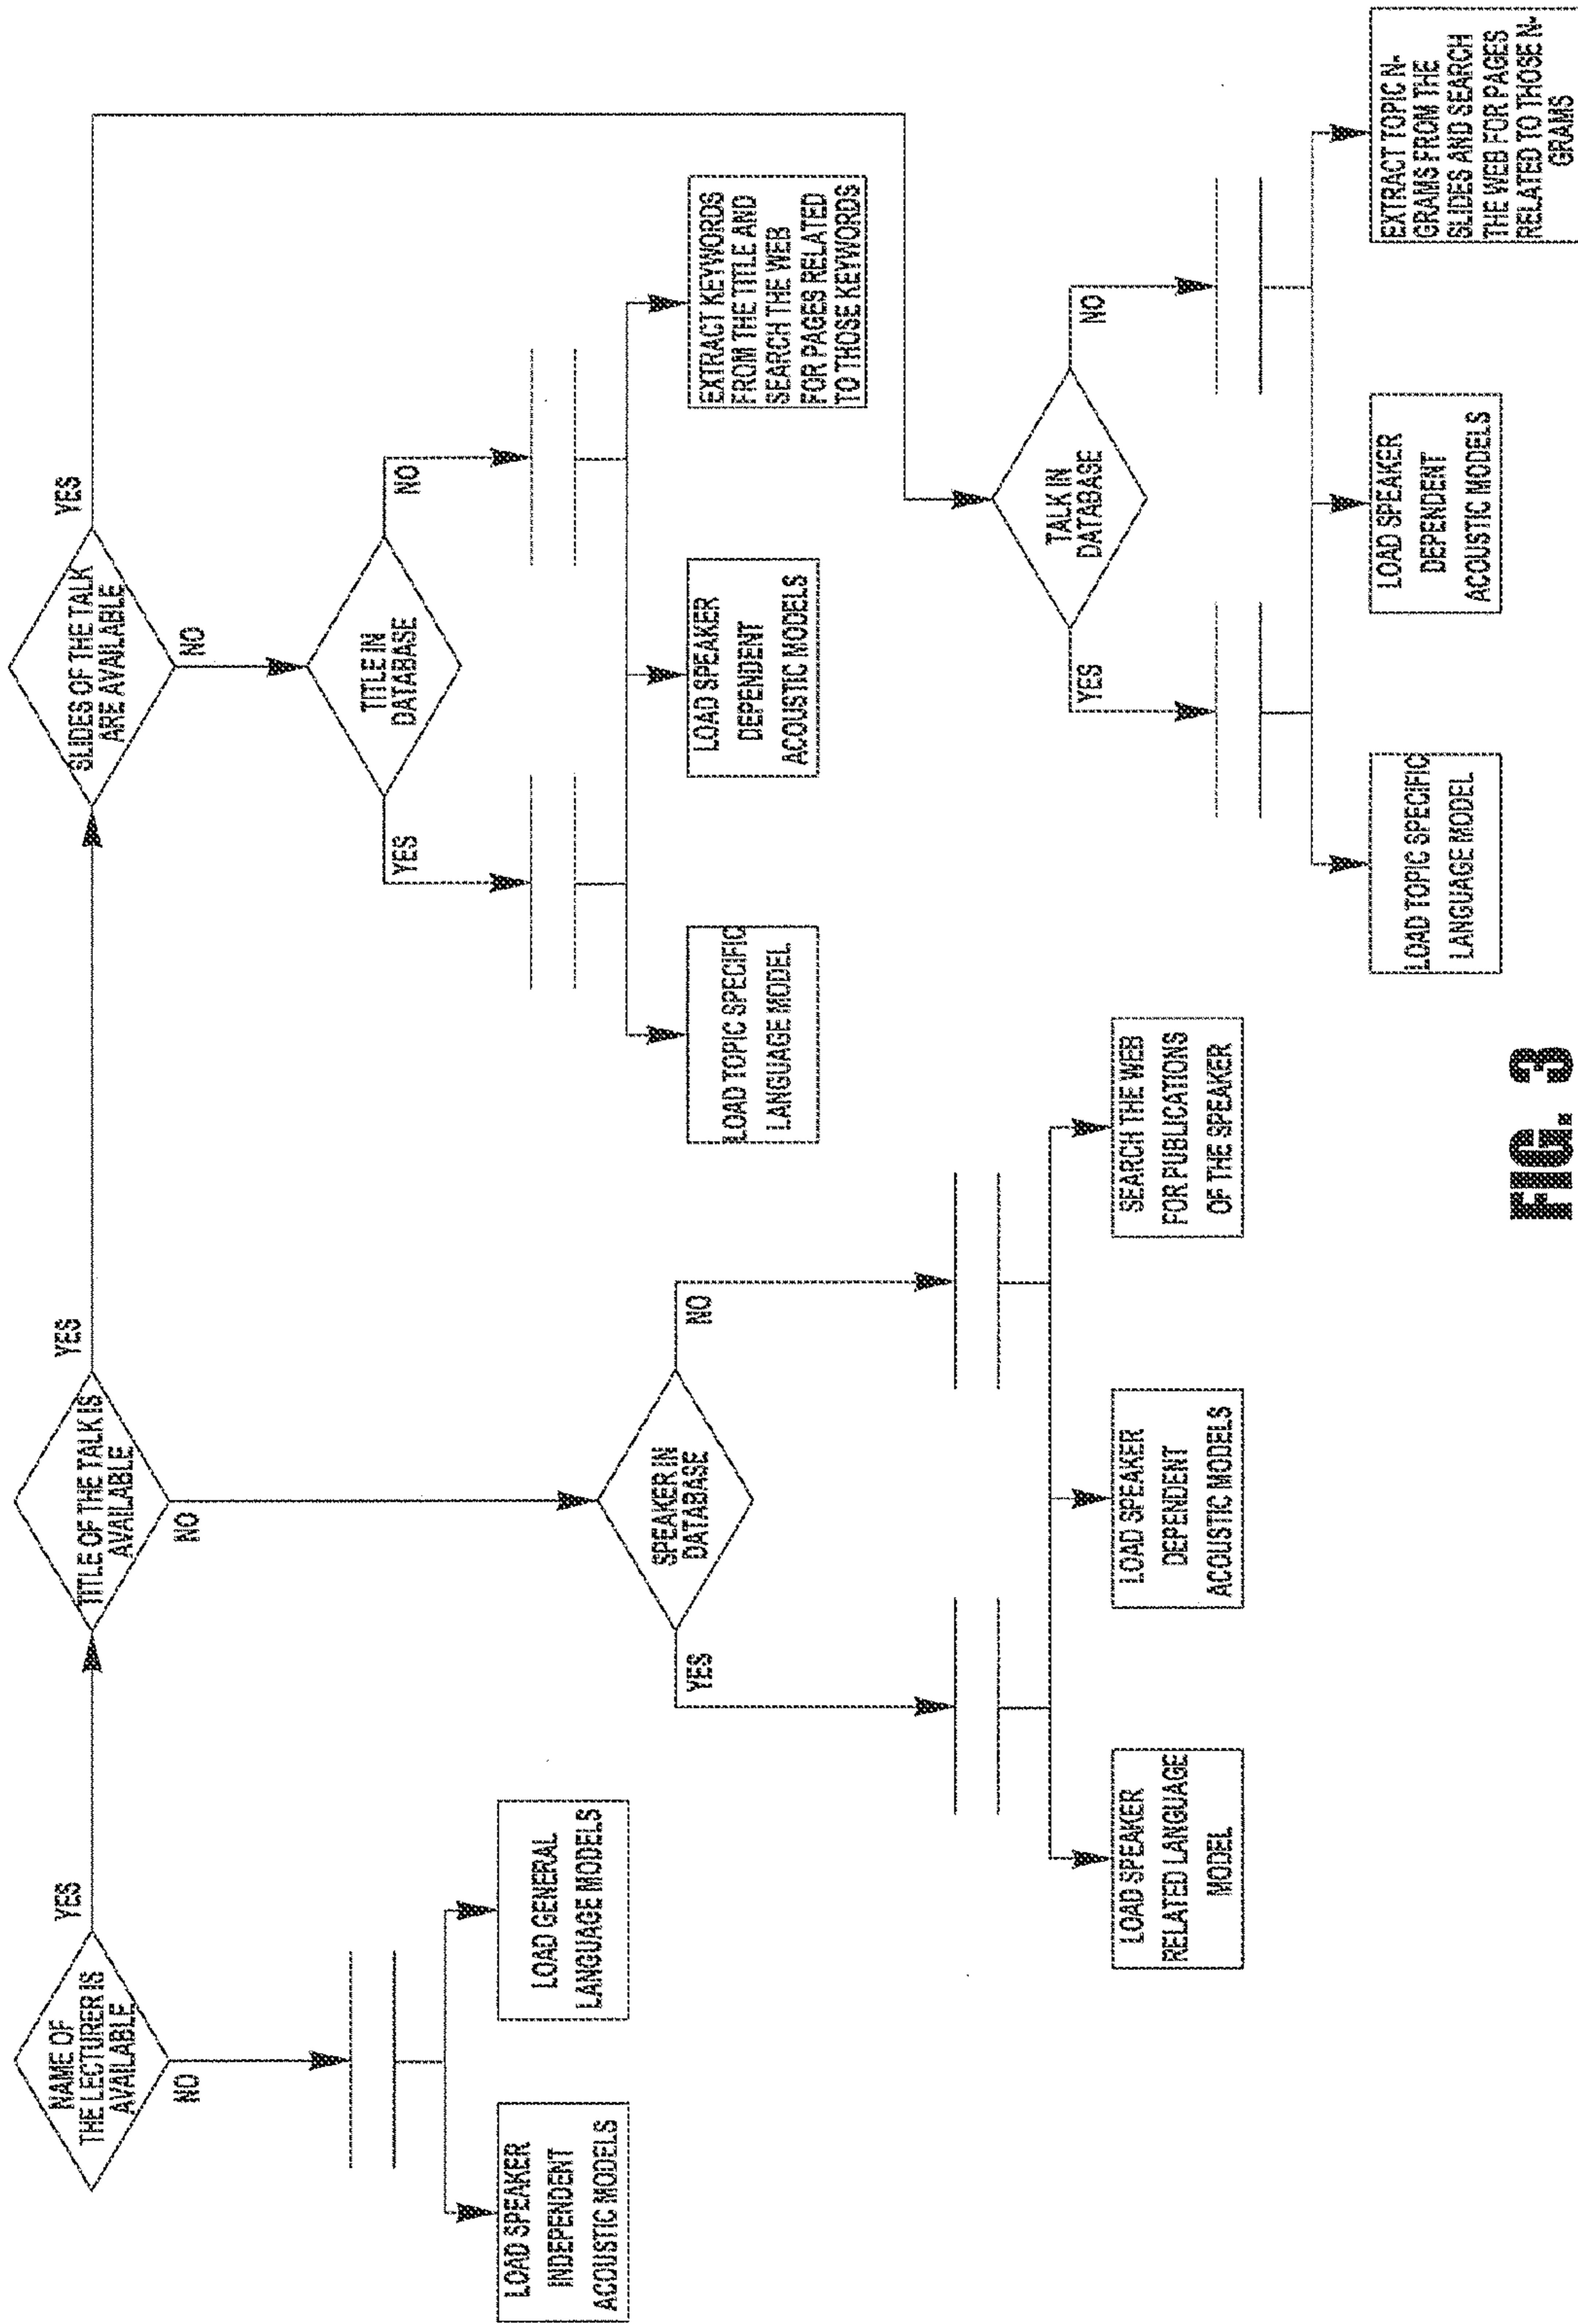 NAME OF
THE LECTURER IS
AVAILABLE
YES
NO
LOAD SPEAKER
INDEPENDENT
ACOUSTIC MODELS
LOAD GENERAL
LANGUAGE MODELS
TITLE OF THE TALK IS
AVAILABLE
YES
NO
SPEAKER IN
DATABASE
YES
NO
LOAD SPEAKER
RELATED LANGUAGE
MODEL
LOAD SPEAKER
DEPENDENT
ACOUSTIC MODELS
SEARCH THE WEB
FOR PUBLICATIONS
OF THE SPEAKER
SLIDES OF THE TALK
ARE AVAILABLE
YES
NO
TITLE IN
DATABASE
YES
NO
LOAD TOPIC SPECIFIC
LANGUAGE MODEL
LOAD SPEAKER
DEPENDENT
ACOUSTIC MODELS
EXTRACT KEYWORDS
FROM THE TITLE AND
SEARCH THE WEB
FOR PAGES RELATED
TO THOSE KEYWORDS
TALK IN
DATABASE
YES
NO
LOAD TOPIC SPECIFIC
LANGUAGE MODEL
LOAD SPEAKER
DEPENDENT
ACOUSTIC MODELS
EXTRACT TOPIC N-
GRAMS FROM THE
SLIDES AND SEARCH
THE WEB FOR PAGES
RELATED TO THOSE N-
GRAMS
FIG. 3